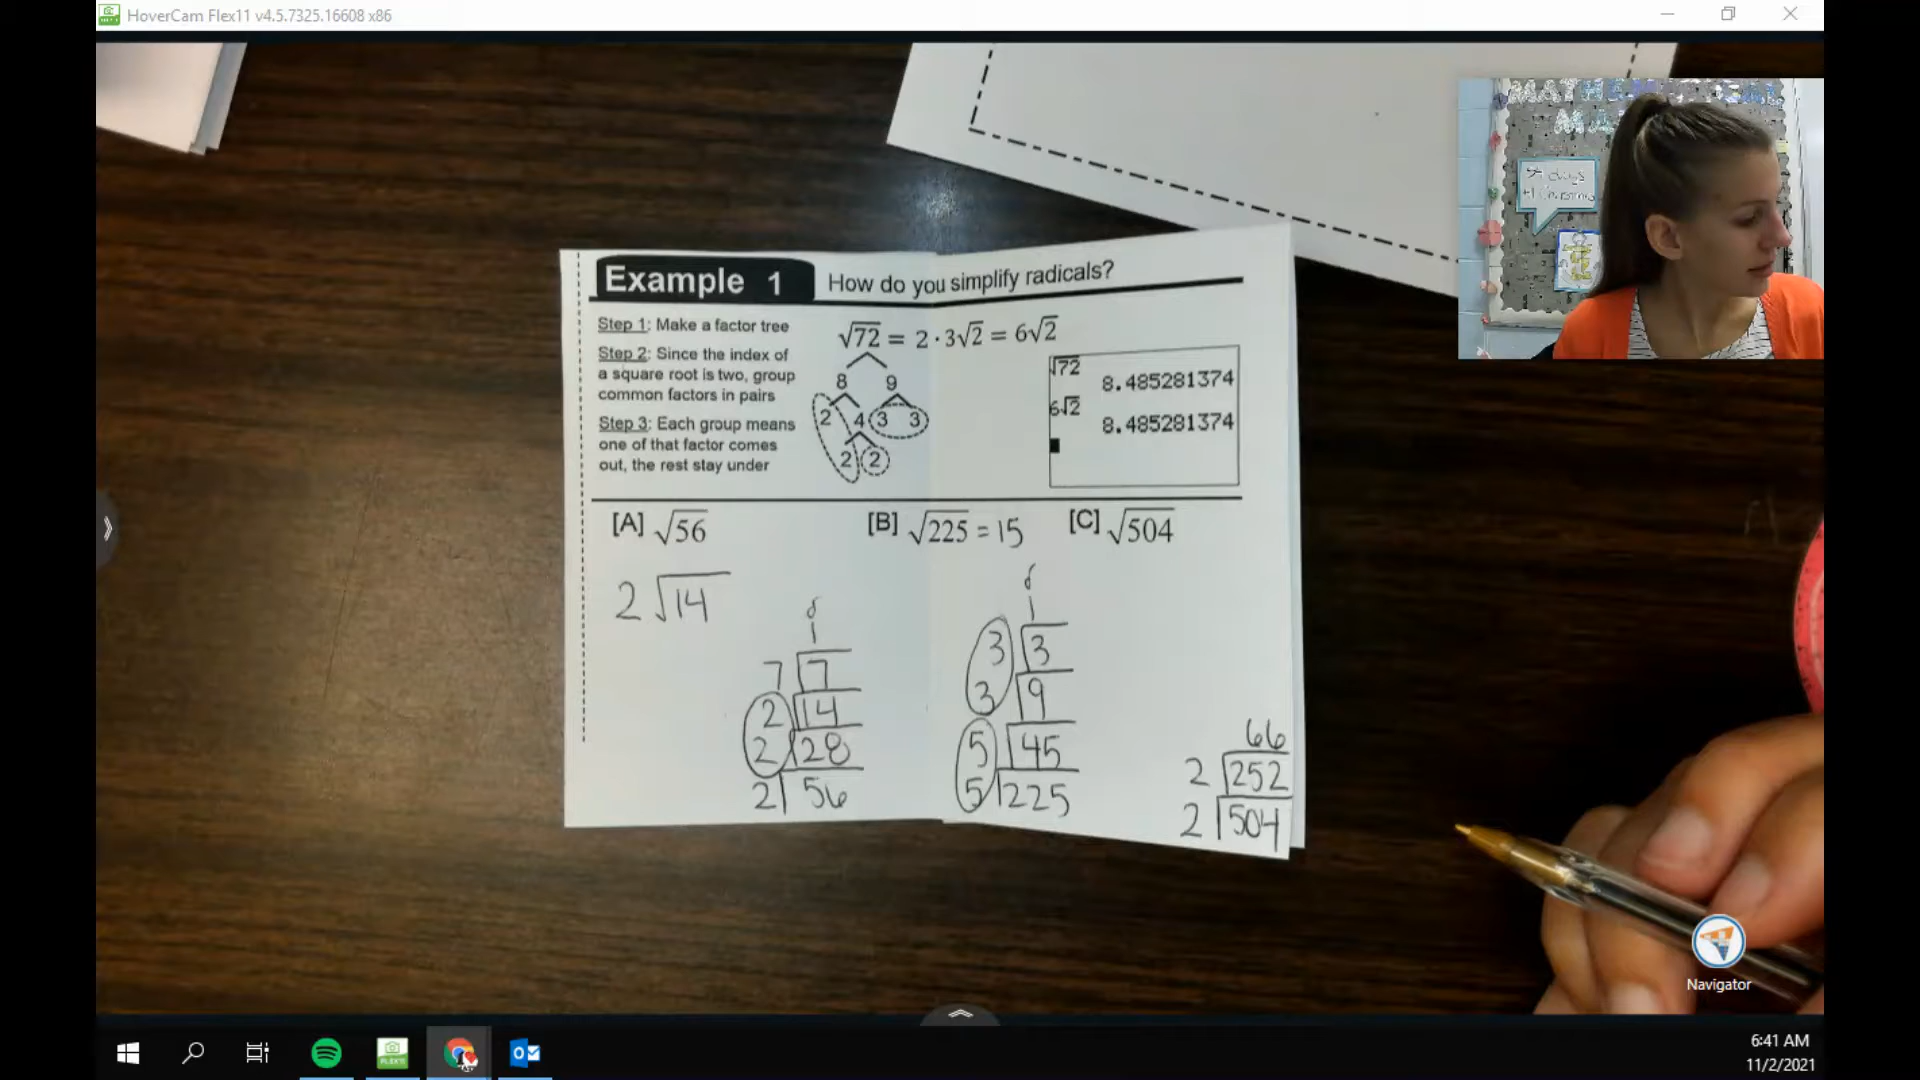 HoverCam Flex11 v4.5.7325.16608 x86
MATHEMATICAL
Example 1 How do you simplify radicals?
Step 1: Make a factor tree
Step 2: Since the index of
a square root is two, group
common factors in pairs
Step 3: Each group means
one of that factor comes
out, the rest stay under
√72 = 2 · 3√2 = 6√2
8 9
2 4 3 3
2 2
√72
8.485281374
6√2
8.485281374
[A] √56
2 √14
1
7 7
2 14
2 28
2 56
[B] √225 = 15
1
3 3
3 9
5 45
5 225
[C] √504
66
2 252
2 504
Navigator
FLEX11
6:41 AM
11/2/2021